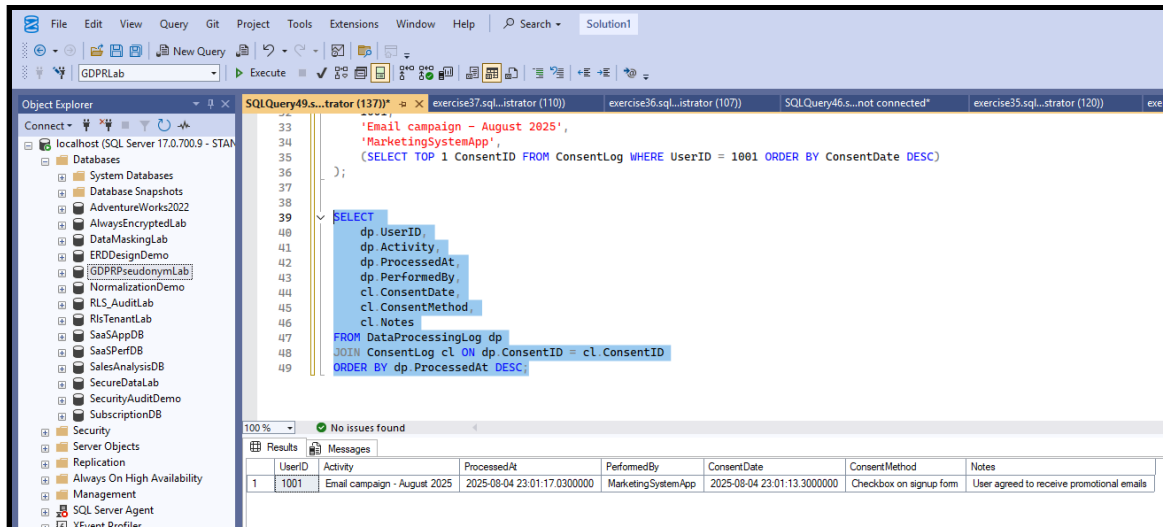 File Edit View Query Git Project Tools Extensions Window Help Search Solution1
New Query
GDPRLab Execute
Object Explorer
Connect
localhost (SQL Server 17.0.700.9 - STAN
Databases
System Databases
Database Snapshots
AdventureWorks2022
AlwaysEncryptedLab
DataMaskingLab
ERDDesignDemo
GDPRPseudonymLab
NormalizationDemo
RLS_AuditLab
RlsTenantLab
SaaSAppDB
SaaSPerfDB
SalesAnalysisDB
SecureDataLab
SecurityAuditDemo
SubscriptionDB
Security
Server Objects
Replication
Always On High Availability
Management
SQL Server Agent
XEvent Profiler
SQLQuery49.s...trator (137))* exercise37.sql...istrator (110)) exercise36.sql...istrator (107)) SQLQuery46.s...not connected* exercise35.sql...strator (120)) exe
32 1001,
33 'Email campaign - August 2025',
34 'MarketingSystemApp',
35 (SELECT TOP 1 ConsentID FROM ConsentLog WHERE UserID = 1001 ORDER BY ConsentDate DESC)
36 );
37
38
39 SELECT
40 dp.UserID,
41 dp.Activity,
42 dp.ProcessedAt,
43 dp.PerformedBy,
44 cl.ConsentDate,
45 cl.ConsentMethod,
46 cl.Notes
47 FROM DataProcessingLog dp
48 JOIN ConsentLog cl ON dp.ConsentID = cl.ConsentID
49 ORDER BY dp.ProcessedAt DESC;
100 % No issues found
Results Messages
UserID Activity ProcessedAt PerformedBy ConsentDate ConsentMethod Notes
1 1001 Email campaign - August 2025 2025-08-04 23:01:17.0300000 MarketingSystemApp 2025-08-04 23:01:13.3000000 Checkbox on signup form User agreed to receive promotional emails